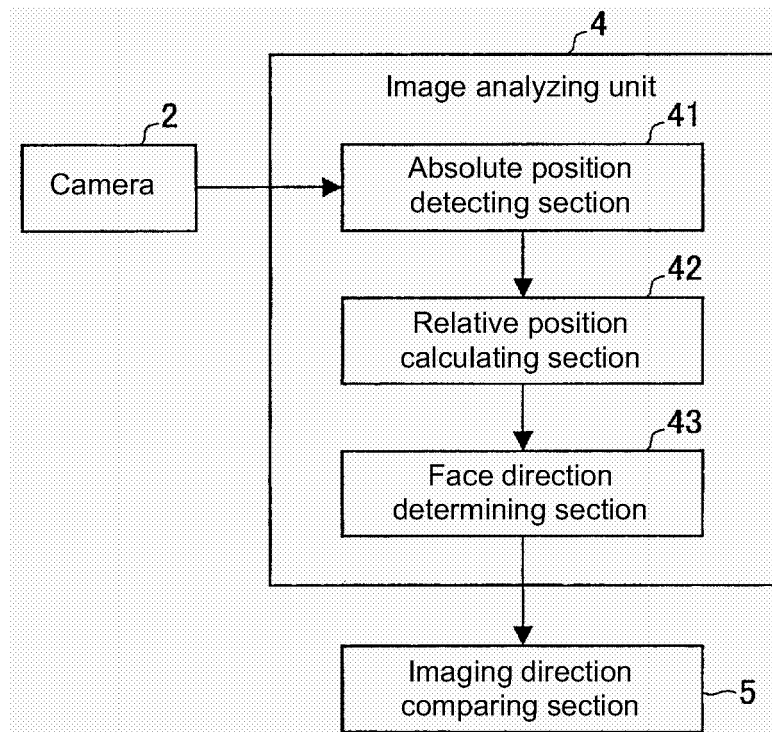 4
Image analyzing unit
2
Camera
41
Absolute position
detecting section
42
Relative position
calculating section
43
Face direction
determining section
Imaging direction
comparing section
5